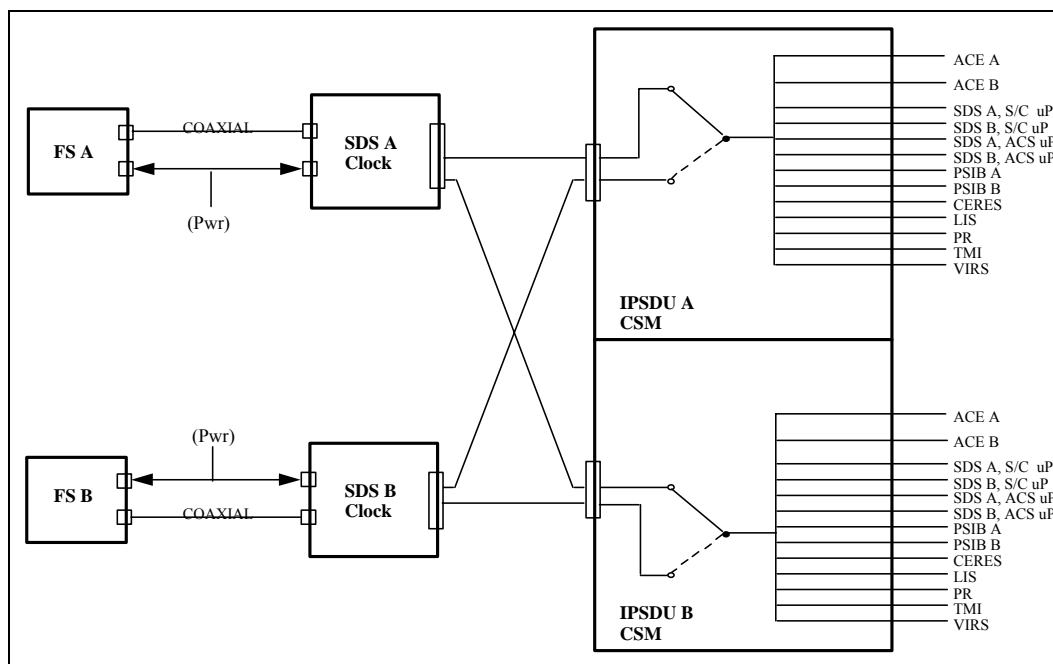 FS A
COAXIAL
(Pwr)
SDS A
Clock
IPSDU A
CSM
ACE A
ACE B
SDS A, S/C uP
SDS B, S/C uP
SDS A, ACS uP
SDS B, ACS uP
PSIB A
PSIB B
CERES
LIS
PR
TMI
VIRS
(Pwr)
FS B
COAXIAL
SDS B
Clock
IPSDU B
CSM
ACE A
ACE B
SDS A, S/C uP
SDS B, S/C uP
SDS A, ACS uP
SDS B, ACS uP
PSIB A
PSIB B
CERES
LIS
PR
TMI
VIRS